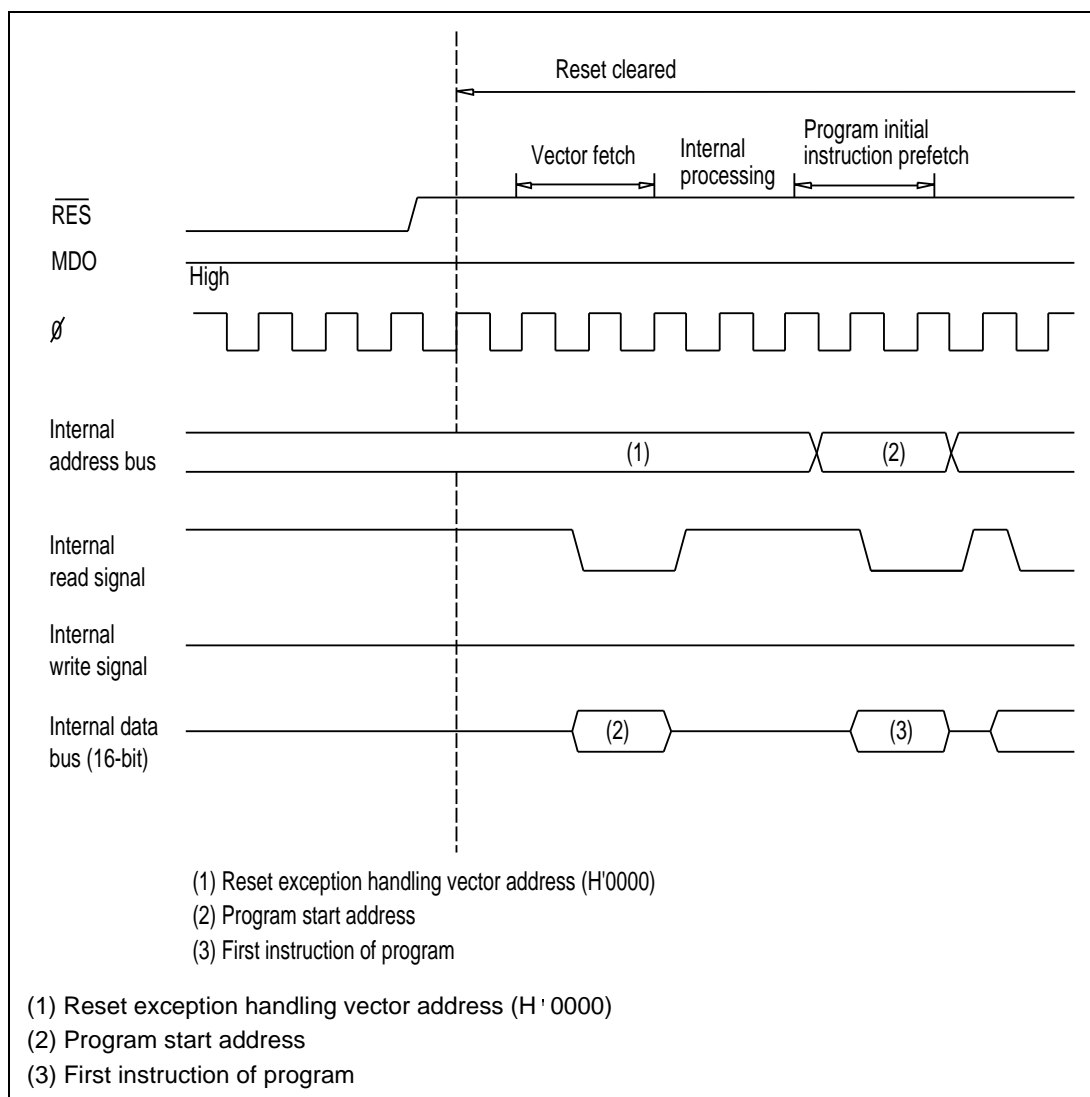 Reset cleared
Vector fetch
Internal
processing
Program initial
instruction prefetch
RES
MDO
High
ø
Internal
address bus
(1)
(2)
Internal
read signal
Internal
write signal
Internal data
bus (16-bit)
(2)
(3)
(1) Reset exception handling vector address (H'0000)
(2) Program start address
(3) First instruction of program
(1) Reset exception handling vector address (H'0000)
(2) Program start address
(3) First instruction of program